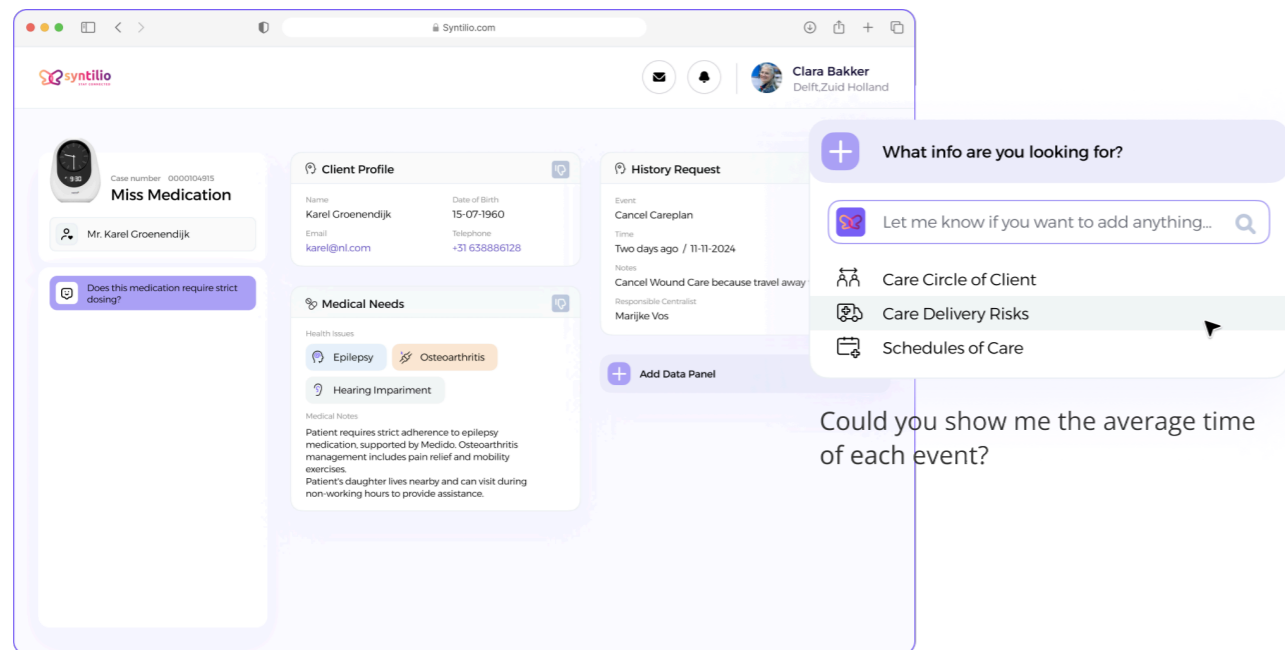 Syntilio.com
syntilio
STAY CONNECTED
Clara Bakker
Delft,Zuid Holland
9:30
Case number 0000104915
Miss Medication
Mr. Karel Groenendijk
Does this medication require strict
dosing?
Client Profile
Name
Date of Birth
Karel Groenendijk
15-07-1960
Email
Telephone
karel@nl.com
+31 638886128
Medical Needs
Health Issues
Epilepsy
Osteoarthritis
Hearing Impariment
Medical Notes
Patient requires strict adherence to epilepsy
medication, supported by Medido. Osteoarthritis
management includes pain relief and mobility
exercises.
Patient's daughter lives nearby and can visit during
non-working hours to provide assistance.
History Request
Event
Cancel Careplan
Time
Two days ago / 11-11-2024
Notes
Cancel Wound Care because travel away
Responsible Centralist
Marijke Vos
Add Data Panel
What info are you looking for?
Let me know if you want to add anything...
Care Circle of Client
Care Delivery Risks
Schedules of Care
Could you show me the average time
of each event?